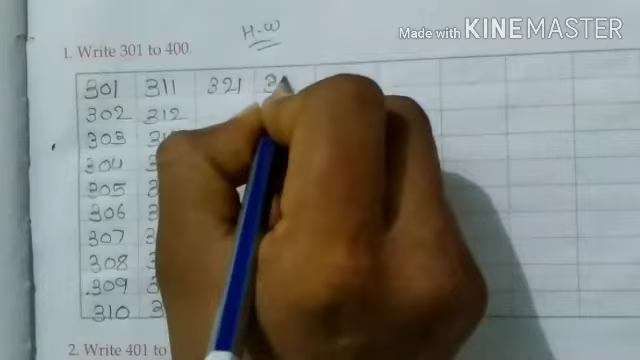 Made with KINEMASTER
H.W
1. Write 301 to 400.
301 311 321
302 312
303
304
305
306
307
308
309
310
2. Write 401 to